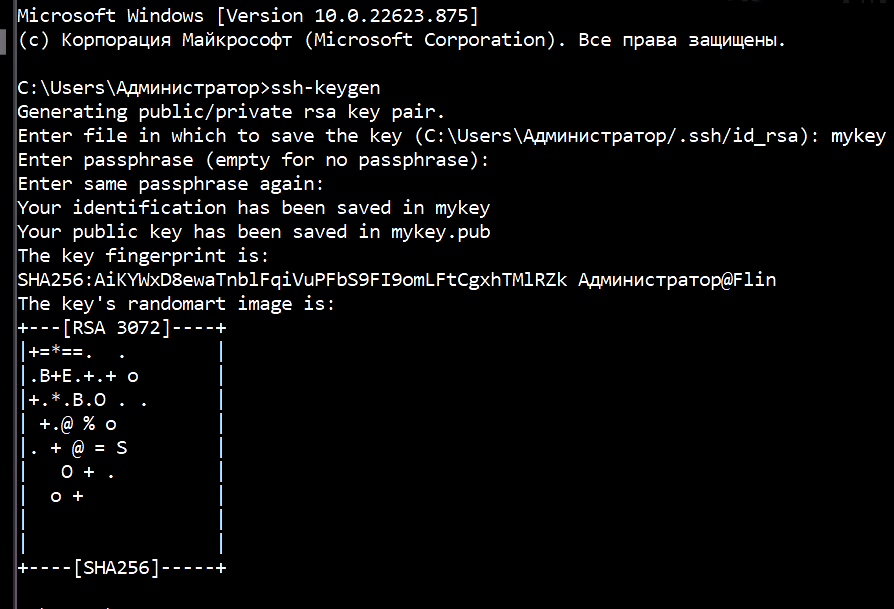 Microsoft Windows [Version 10.0.22623.875]
(c) Корпорация Майкрософт (Microsoft Corporation). Все права защищены.
C:\Users\Администратор>ssh-keygen
Generating public/private rsa key pair.
Enter file in which to save the key (C:\Users\Администратор/.ssh/id_rsa): mykey
Enter passphrase (empty for no passphrase):
Enter same passphrase again:
Your identification has been saved in mykey
Your public key has been saved in mykey.pub
The key fingerprint is:
SHA256:AiKYWxD8ewaTnblFqiVuPFbS9FI9omLFtCgxhTMlRZk Администратор@Flin
The key's randomart image is:
+---[RSA 3072]----+
|+=*==.  .        |
|.B+E.+.+ o       |
|+.*.B.O . .      |
| +.@ % o         |
|. + @ = S        |
|   O + .         |
|  o +            |
|                 |
|                 |
+----[SHA256]-----+